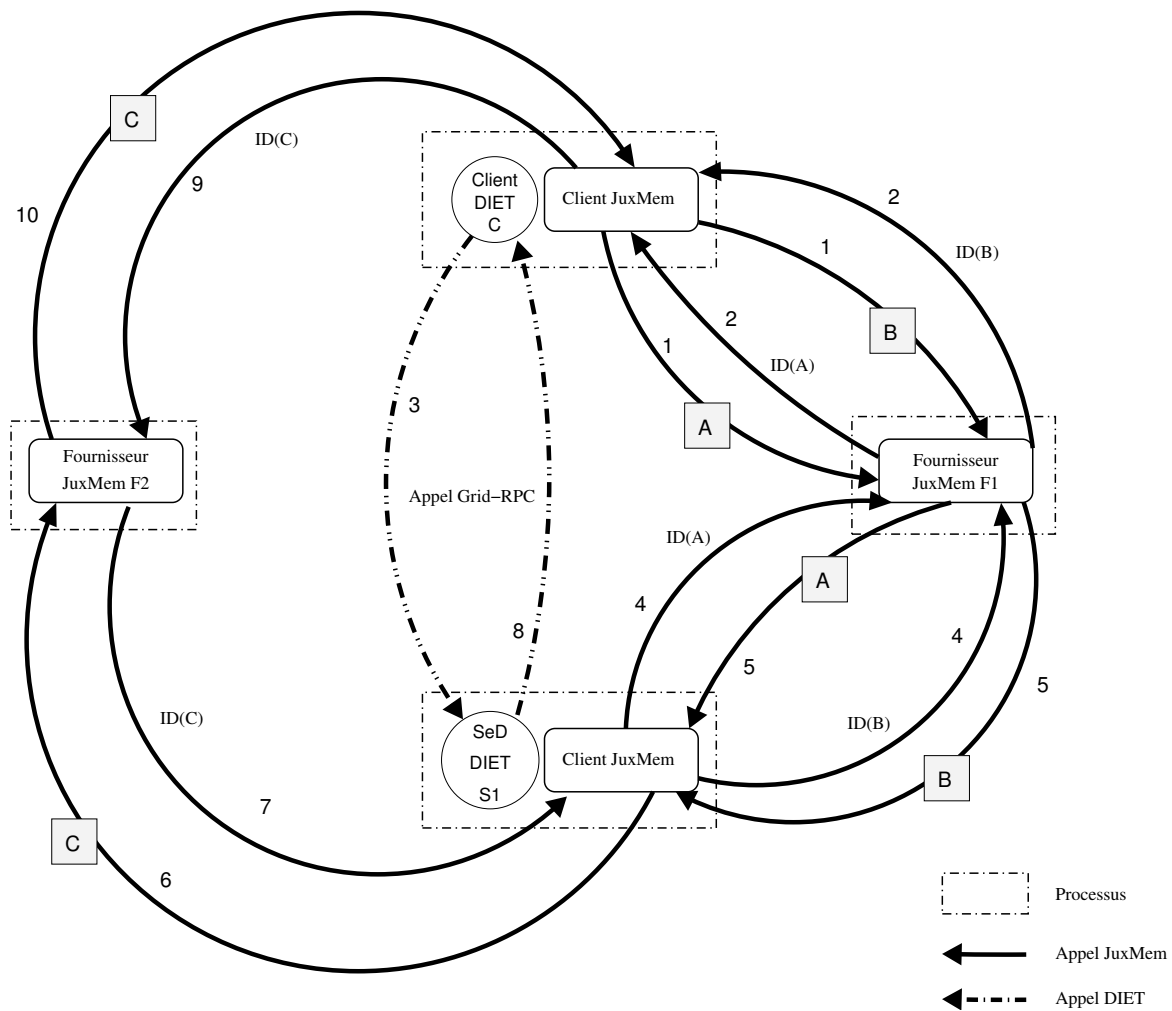 C
ID(C)
9
10
Client
DIET
C
Client JuxMem
2
1
ID(B)
B
2
1
ID(A)
A
3
Appel Grid−RPC
Fournisseur
JuxMem F2
Fournisseur
JuxMem F1
ID(A)
A
4
8
5
4
5
ID(C)
ID(B)
SeD
DIET
S1
Client JuxMem
B
7
C
6
Processus
Appel JuxMem
Appel DIET